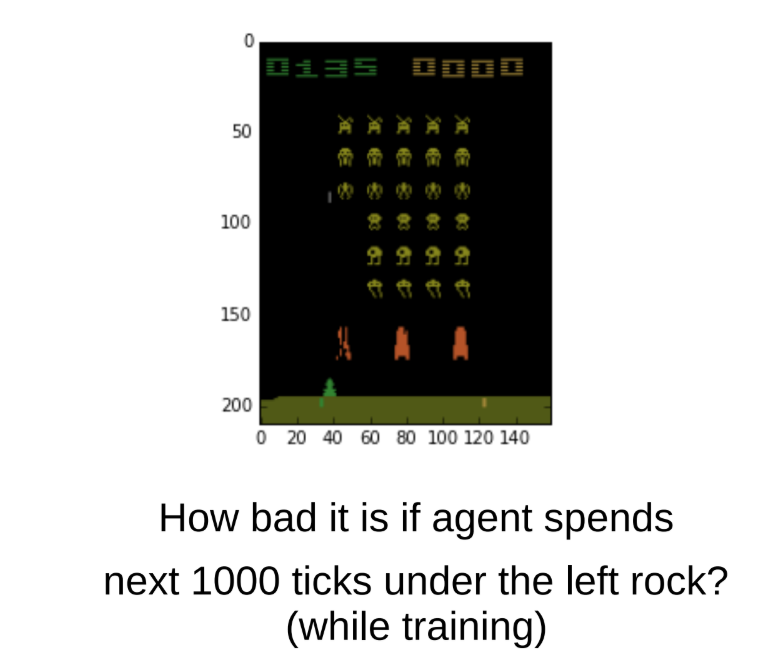 0
0135 0000
50
100
150
200
0 20 40 60 80 100 120 140
How bad it is if agent spends
next 1000 ticks under the left rock?
(while training)